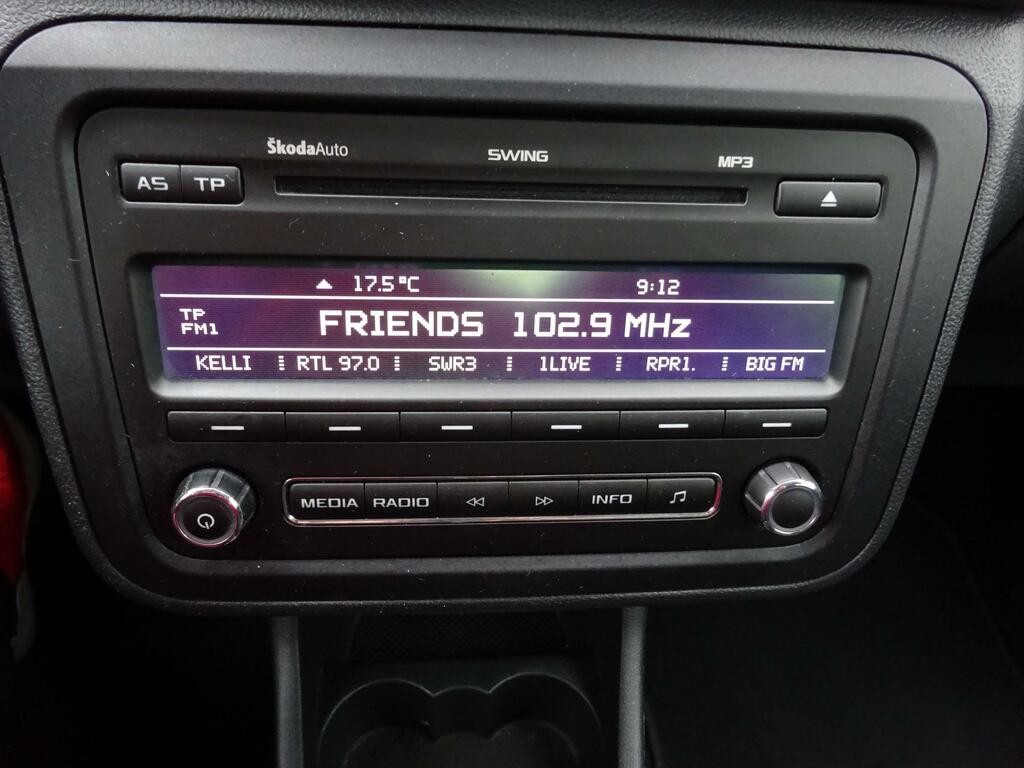 ŠkodaAuto SWING MP3
AS TP
17.5°C 9:12
TP
FM1
FRIENDS 102.9 MHz
KELLI RTL 97.0 SWR3 1LIVE RPR1. BIG FM
MEDIA RADIO INFO